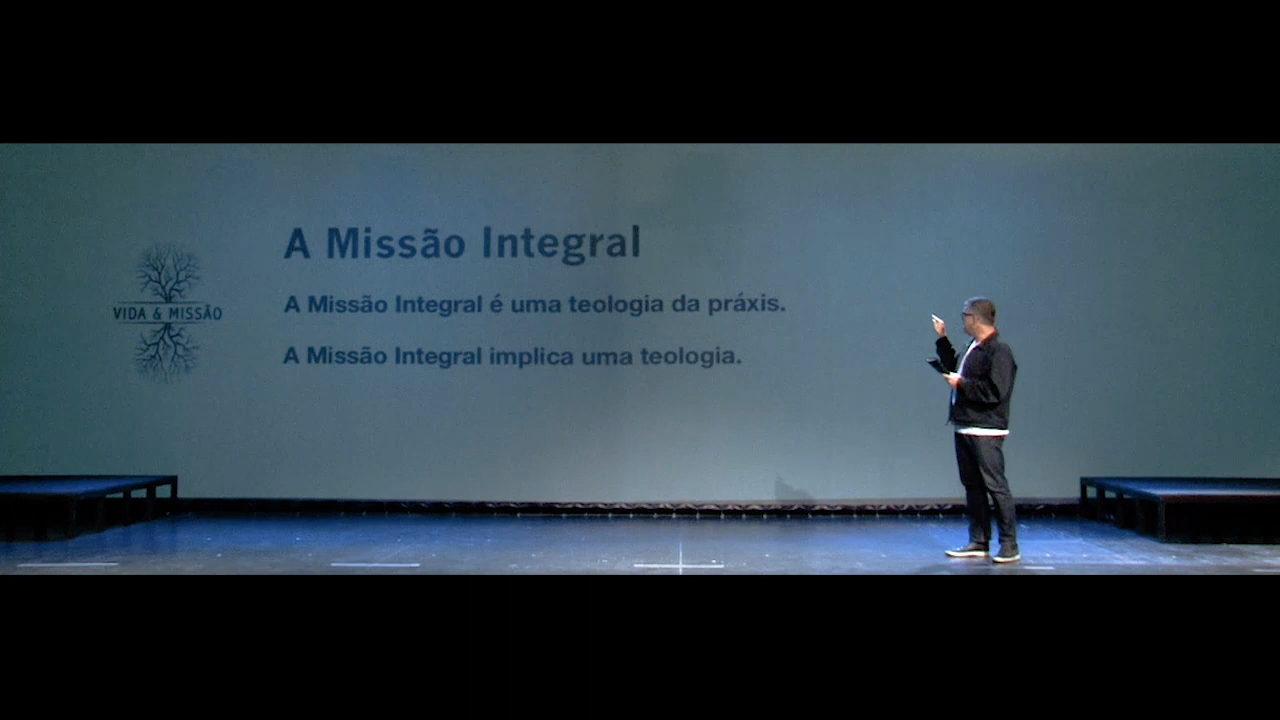 A Missão Integral
VIDA & MISSÃO
A Missão Integral é uma teologia da práxis.
A Missão Integral implica uma teologia.